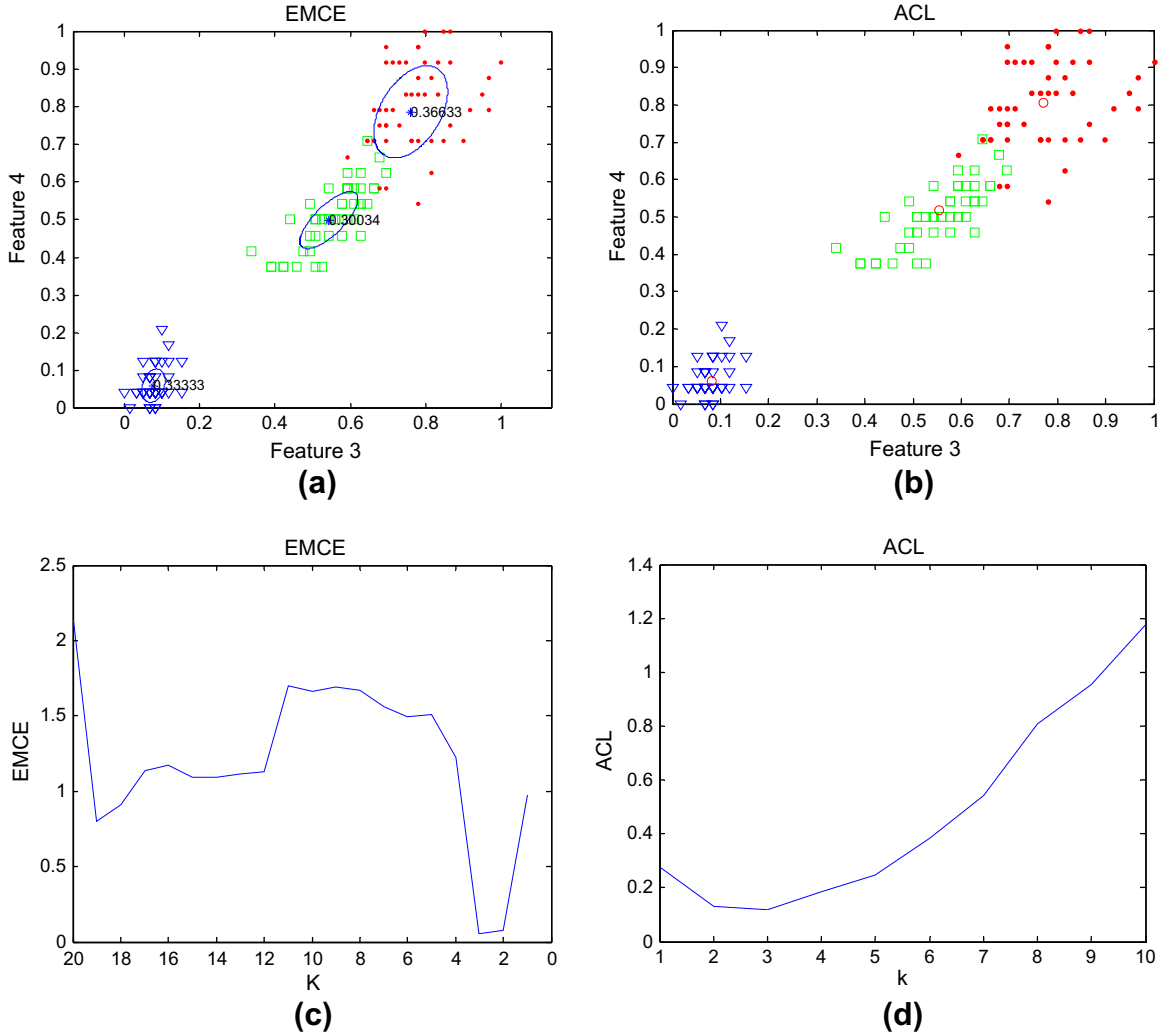 EMCE
1
0.9
0.8
0.7
0.6
0.5
0.4
0.3
0.2
0.1
0
Feature 4
0.36633
0.30034
0.33333
0 0.2 0.4 0.6 0.8 1
Feature 3
(a)
ACL
1
0.9
0.8
0.7
0.6
0.5
0.4
0.3
0.2
0.1
0
Feature 4
0 0.1 0.2 0.3 0.4 0.5 0.6 0.7 0.8 0.9 1
Feature 3
(b)
EMCE
2.5
2
1.5
1
0.5
0
EMCE
20 18 16 14 12 10 8 6 4 2 0
K
(c)
ACL
1.4
1.2
1
0.8
0.6
0.4
0.2
0
ACL
1 2 3 4 5 6 7 8 9 10
k
(d)